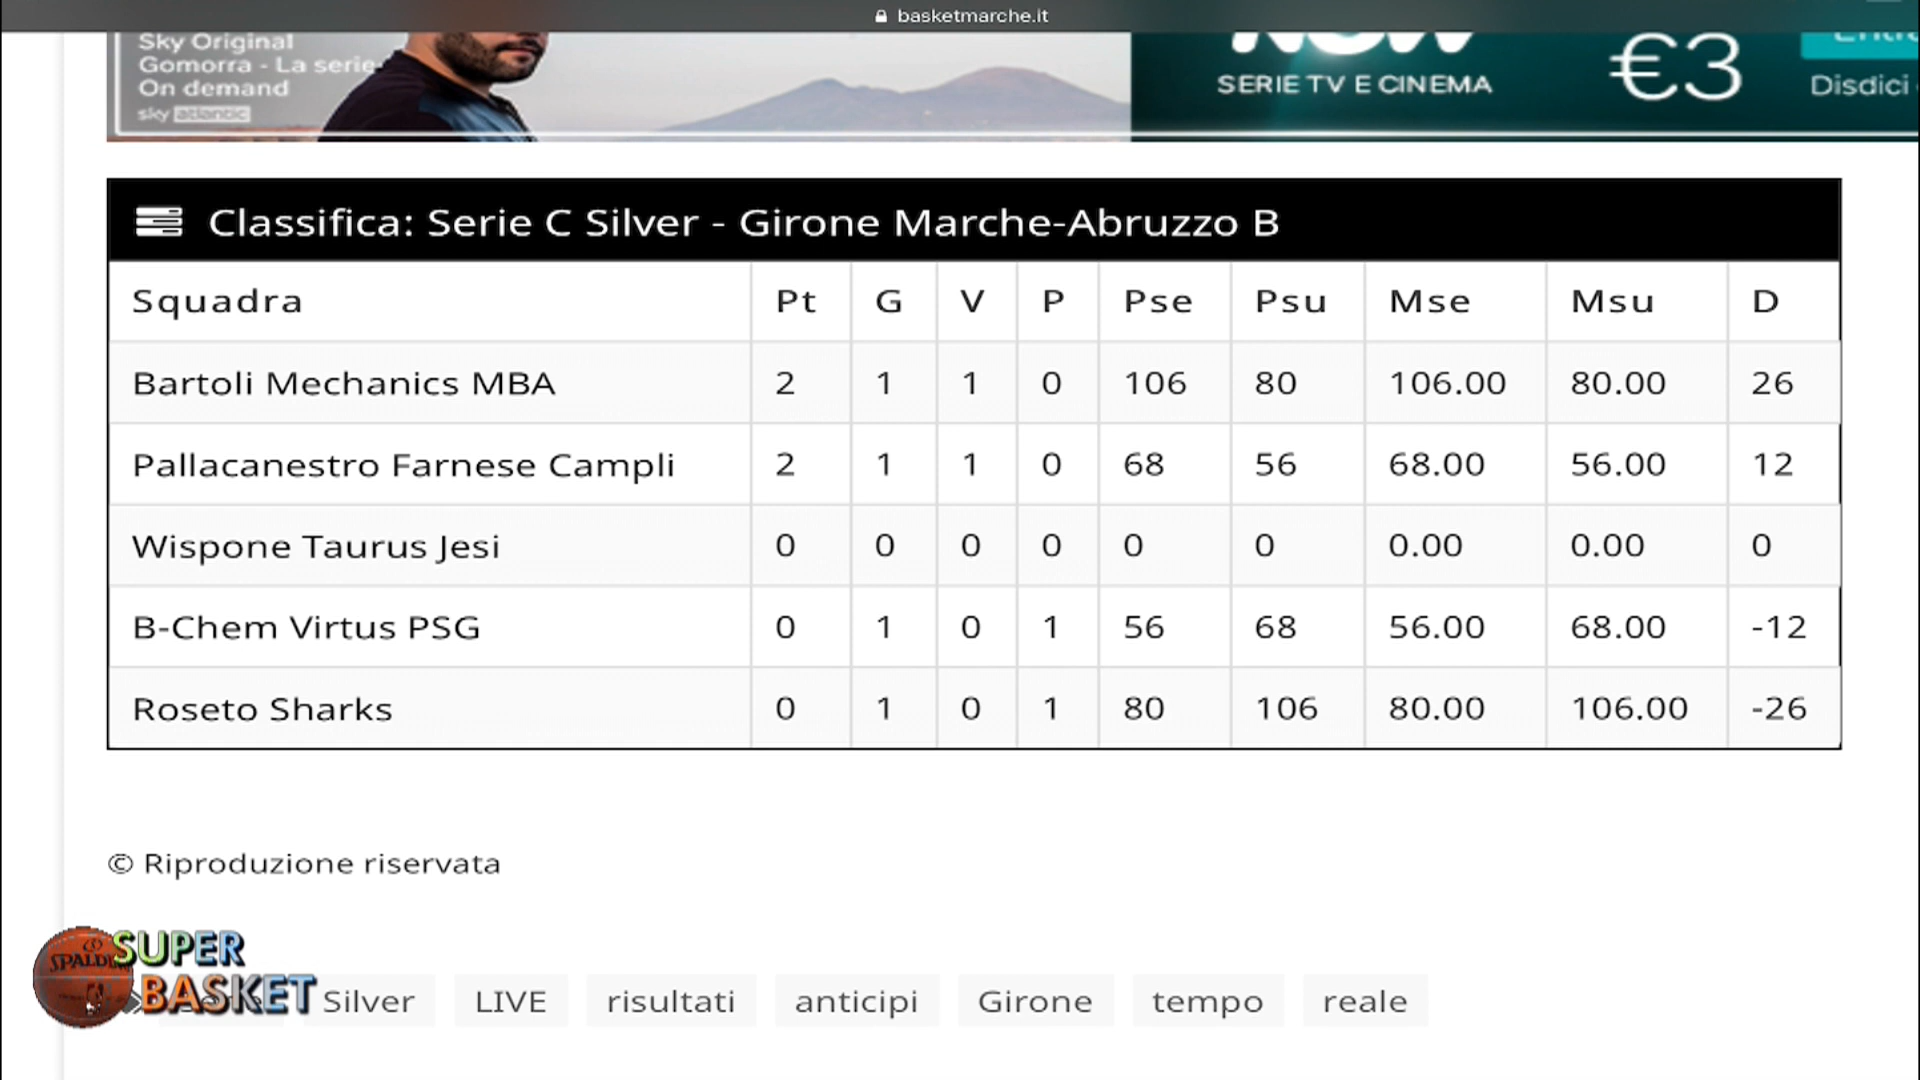 basketmarche.it
Sky Original
Gomorra - La serie
On demand
sky atlantic
NOW
SERIE TV E CINEMA
€3
Disdici
Classifica: Serie C Silver - Girone Marche-Abruzzo B
Squadra Pt G V P Pse Psu Mse Msu D
Bartoli Mechanics MBA 2 1 1 0 106 80 106.00 80.00 26
Pallacanestro Farnese Campli 2 1 1 0 68 56 68.00 56.00 12
Wispone Taurus Jesi 0 0 0 0 0 0 0.00 0.00 0
B-Chem Virtus PSG 0 1 0 1 56 68 56.00 68.00 -12
Roseto Sharks 0 1 0 1 80 106 80.00 106.00 -26
© Riproduzione riservata
SPALDING
SUPER
BASKET
Silver LIVE risultati anticipi Girone tempo reale